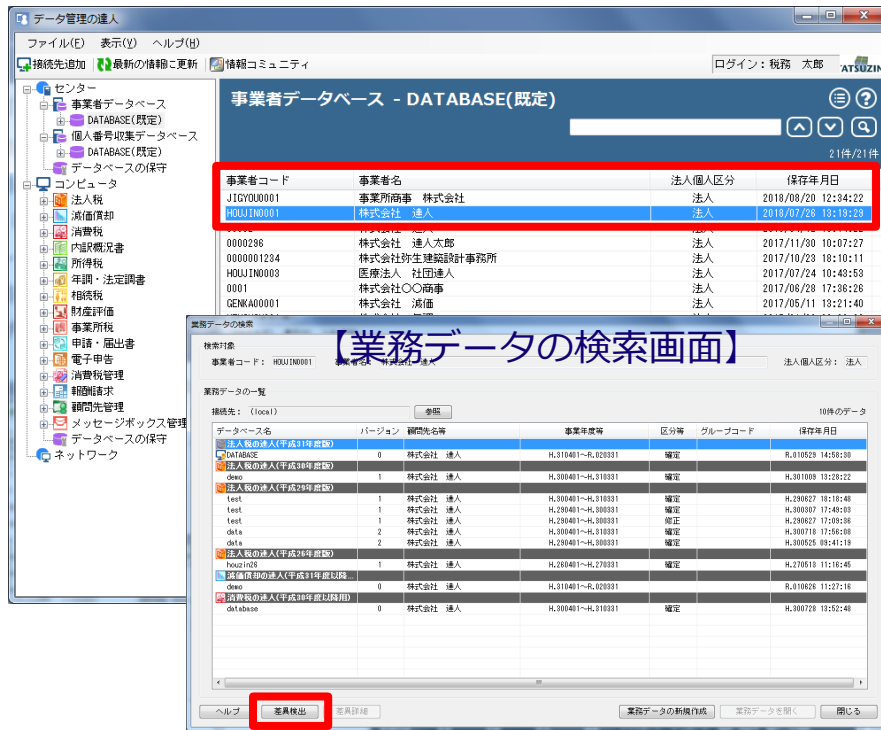 データ管理の達人
ファイル(F) 表示(V) ヘルプ(H)
接続先追加 最新の情報に更新 情報コミュニティ ログイン：税務 太郎 ATSUZIN
センター
事業者データベース
DATABASE(既定)
個人番号収集データベース
DATABASE(既定)
データベースの保守
コンピュータ
法人税
減価償却
消費税
内訳概況書
所得税
年調・法定調書
相続税
財産評価
事業所税
申請・届出書
電子申告
消費税管理
報酬請求
顧問先管理
メッセージボックス管理
データベースの保守
ネットワーク
事業者データベース - DATABASE(既定)
21件/21件
事業者コード 事業者名 法人個人区分 保存年月日
JIGYOU0001 事業所商事 株式会社 法人 2018/08/20 12:34:22
HOUJIN0001 株式会社 達人 法人 2018/07/26 13:19:29
0000296 株式会社 達人太郎 法人 2017/11/30 10:07:27
0000001234 株式会社弥生建築設計事務所 法人 2017/10/23 18:10:11
HOUJIN0003 医療法人 社団達人 法人 2017/07/24 10:43:53
0001 株式会社〇〇商事 法人 2017/06/28 17:36:26
GENKA00001 株式会社 減価 法人 2017/05/11 13:21:40
業務データの検索
【業務データの検索画面】
検索対象
事業者コード： HOUJIN0001 事業者名： 株式会社 達人 法人個人区分： 法人
業務データの一覧
接続先： (local) 参照 10件のデータ
データベース名 バージョン 顧問先名等 事業年度等 区分等 グループコード 保存年月日
法人税の達人(平成31年度版)
DATABASE 0 株式会社 達人 H.310401～R.020331 確定 R.010529 14:58:30
法人税の達人(平成30年度版)
demo 1 株式会社 達人 H.300401～H.310331 確定 H.301009 13:28:22
法人税の達人(平成29年度版)
test 1 株式会社 達人 H.300401～H.310331 確定 H.290627 18:18:48
test 1 株式会社 達人 H.290401～H.300331 確定 H.300307 17:49:03
test 1 株式会社 達人 H.290401～H.300331 修正 H.290627 17:09:36
data 2 株式会社 達人 H.300401～H.310331 確定 H.300718 17:56:08
data 2 株式会社 達人 H.290401～H.300331 確定 H.300525 09:41:19
法人税の達人(平成26年度版)
houzin26 1 株式会社 達人 H.260401～H.270331 確定 H.270513 11:16:45
減価償却の達人(平成31年度以降...
demo 0 株式会社 達人 H.310401～R.020331 確定 R.010626 11:27:16
消費税の達人(平成30年度以降用)
database 0 株式会社 達人 H.300401～H.310331 確定 H.300728 13:52:48
ヘルプ 差異検出 差異詳細 業務データの新規作成 業務データを開く 閉じる